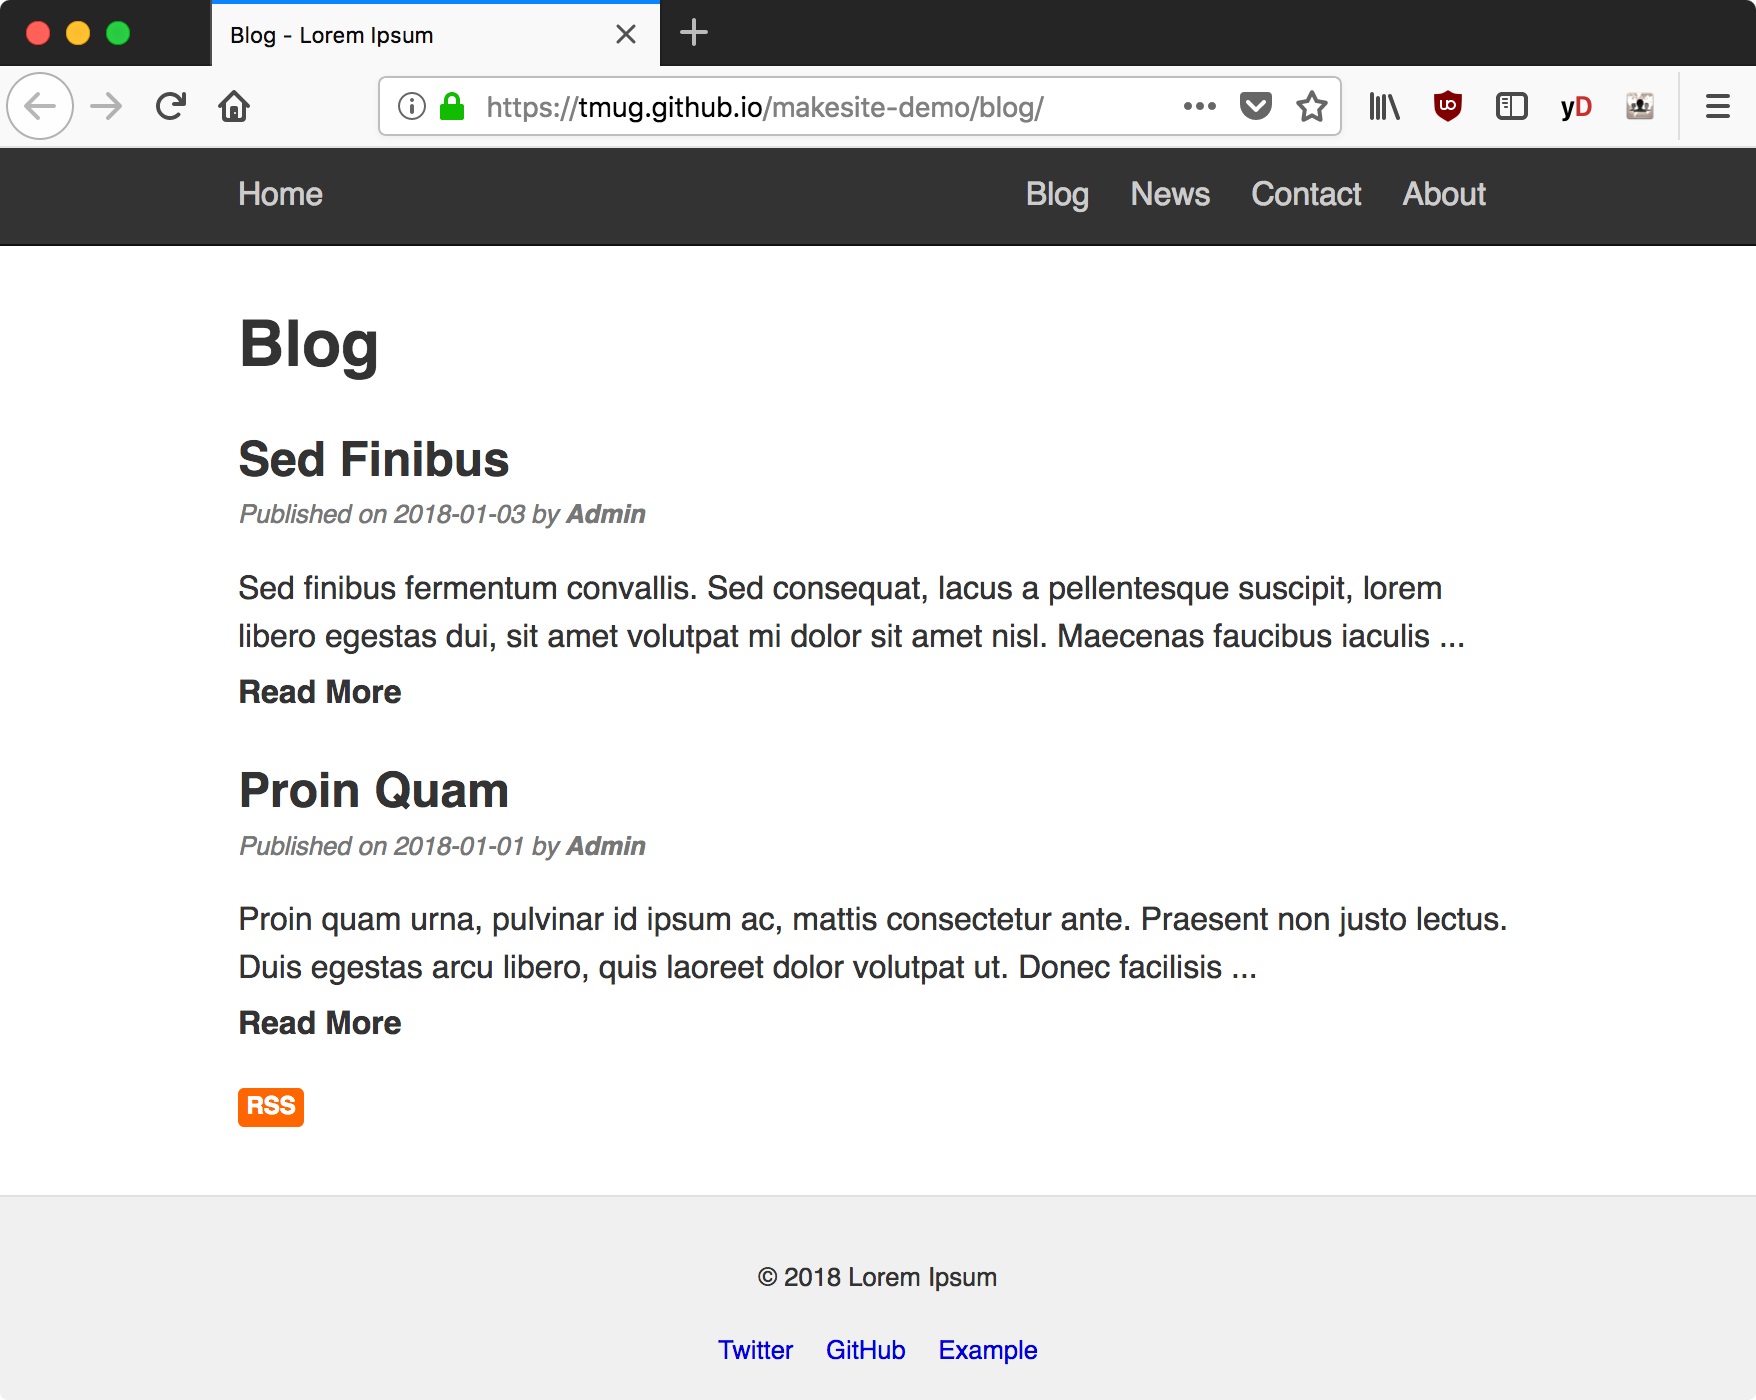 Blog - Lorem Ipsum
https://tmug.github.io/makesite-demo/blog/
yD
Home Blog News Contact About
Blog
Sed Finibus
Published on 2018-01-03 by Admin
Sed finibus fermentum convallis. Sed consequat, lacus a pellentesque suscipit, lorem
libero egestas dui, sit amet volutpat mi dolor sit amet nisl. Maecenas faucibus iaculis ...
Read More
Proin Quam
Published on 2018-01-01 by Admin
Proin quam urna, pulvinar id ipsum ac, mattis consectetur ante. Praesent non justo lectus.
Duis egestas arcu libero, quis laoreet dolor volutpat ut. Donec facilisis ...
Read More
RSS
© 2018 Lorem Ipsum
Twitter GitHub Example